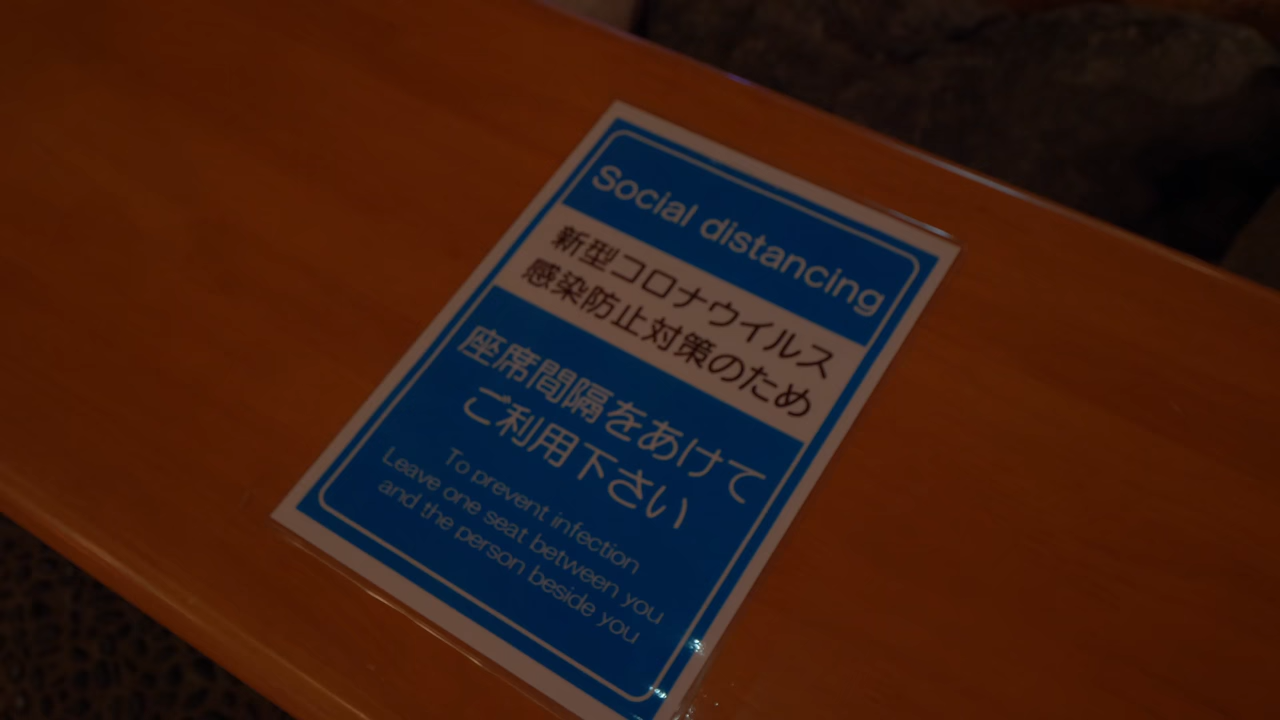 Social distancing
新型コロナウイルス
感染防止対策のため
座席間隔をあけて
ご利用下さい
To prevent infection
Leave one seat between you
and the person beside you